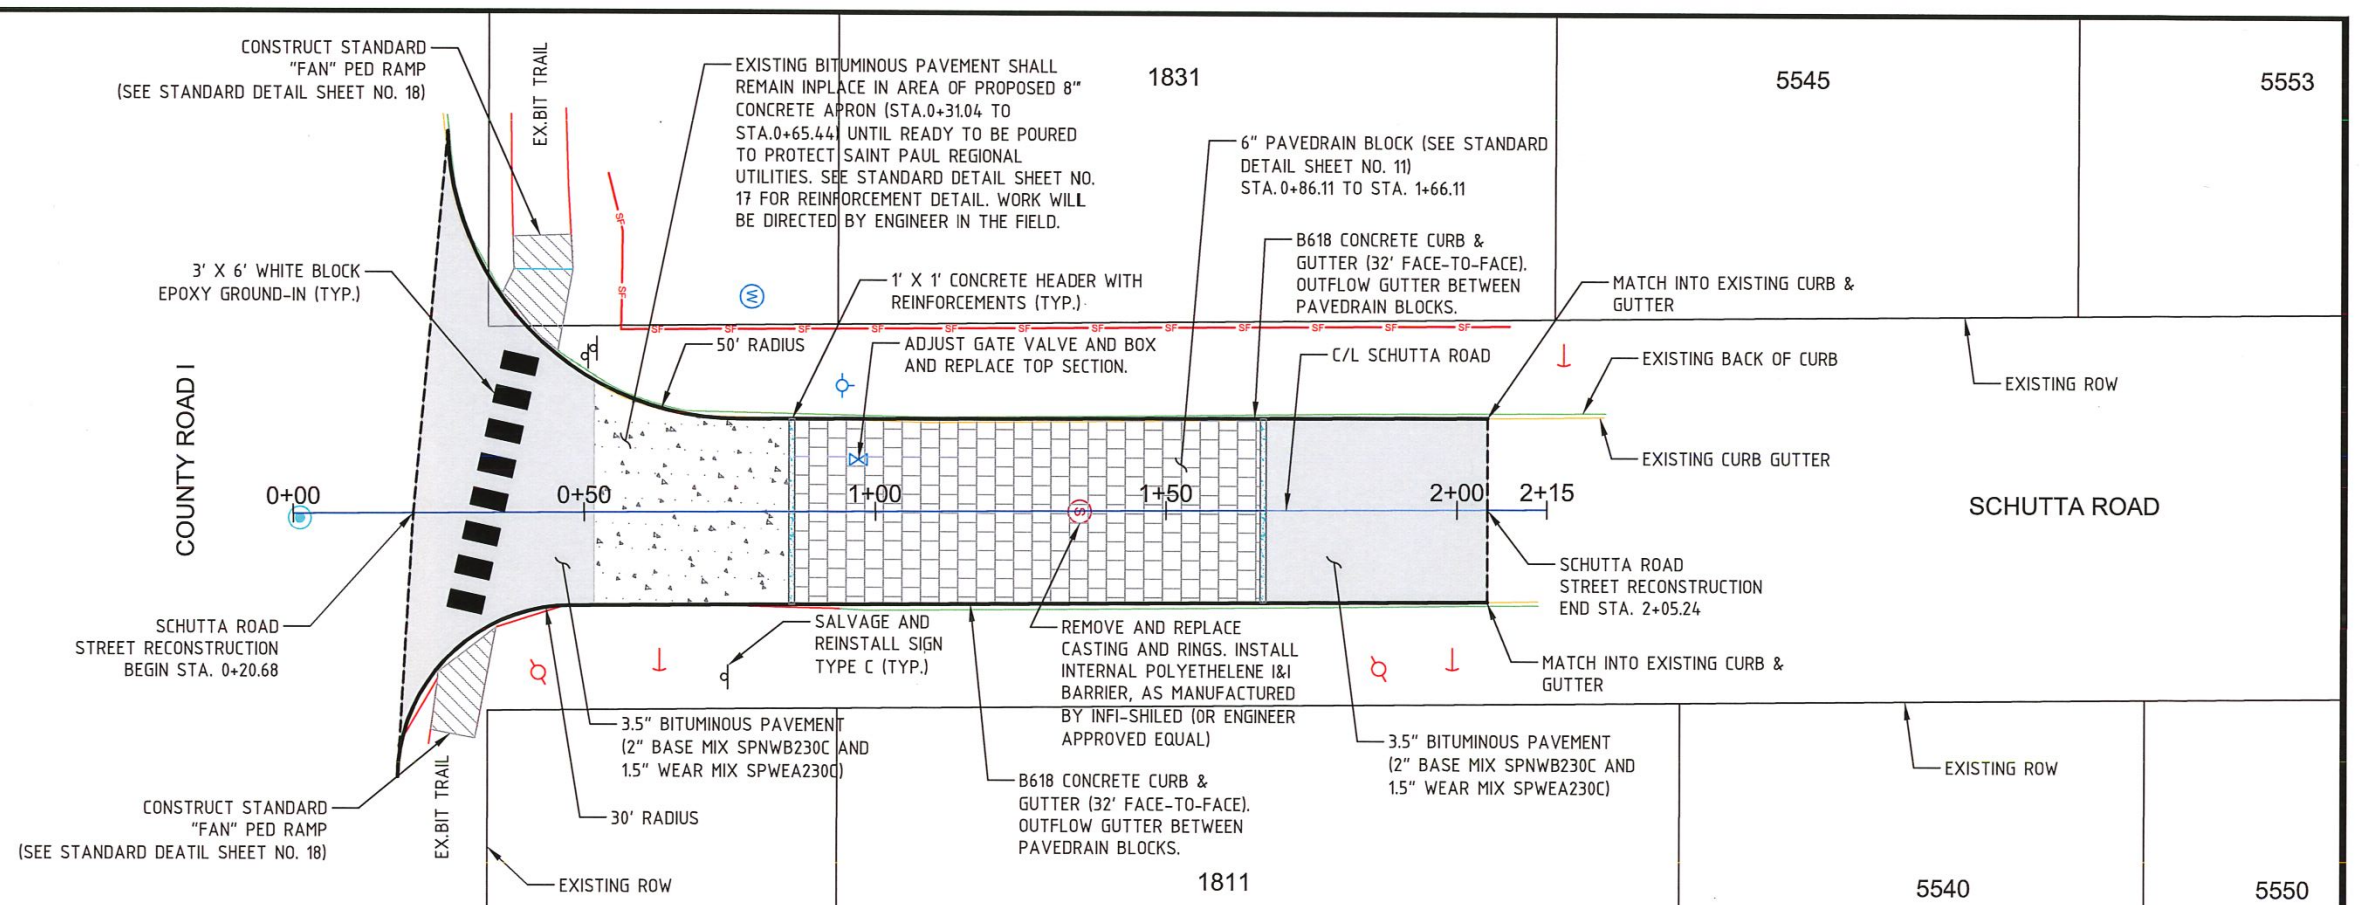 CONSTRUCT STANDARD
"FAN" PED RAMP
(SEE STANDARD DETAIL SHEET NO. 18)
EX.BIT TRAIL
EXISTING BITUMINOUS PAVEMENT SHALL
REMAIN INPLACE IN AREA OF PROPOSED 8"
CONCRETE APRON (STA.0+31.04 TO
STA.0+65.44) UNTIL READY TO BE POURED
TO PROTECT SAINT PAUL REGIONAL
UTILITIES. SEE STANDARD DETAIL SHEET NO.
17 FOR REINFORCEMENT DETAIL. WORK WILL
BE DIRECTED BY ENGINEER IN THE FIELD.
1831
5545
5553
6" PAVEDRAIN BLOCK (SEE STANDARD
DETAIL SHEET NO. 11)
STA. 0+86.11 TO STA. 1+66.11
B618 CONCRETE CURB &
GUTTER (32' FACE-TO-FACE).
OUTFLOW GUTTER BETWEEN
PAVEDRAIN BLOCKS.
3' X 6' WHITE BLOCK
EPOXY GROUND-IN (TYP.)
W
1' X 1' CONCRETE HEADER WITH
REINFORCEMENTS (TYP.)
MATCH INTO EXISTING CURB &
GUTTER
SF
SF
SF SF SF SF SF SF SF SF SF SF SF SF
50' RADIUS
ADJUST GATE VALVE AND BOX
AND REPLACE TOP SECTION.
C/L SCHUTTA ROAD
EXISTING BACK OF CURB
EXISTING ROW
EXISTING CURB GUTTER
COUNTY ROAD I
0+00
0+50
1+00
1+50
2+00
2+15
S
SCHUTTA ROAD
SCHUTTA ROAD
STREET RECONSTRUCTION
END STA. 2+05.24
SCHUTTA ROAD
STREET RECONSTRUCTION
BEGIN STA. 0+20.68
SALVAGE AND
REINSTALL SIGN
TYPE C (TYP.)
REMOVE AND REPLACE
CASTING AND RINGS. INSTALL
INTERNAL POLYETHELENE I&I
BARRIER, AS MANUFACTURED
BY INFI-SHILED (OR ENGINEER
APPROVED EQUAL)
MATCH INTO EXISTING CURB &
GUTTER
3.5" BITUMINOUS PAVEMENT
(2" BASE MIX SPNWB230C AND
1.5" WEAR MIX SPWEA230C)
3.5" BITUMINOUS PAVEMENT
(2" BASE MIX SPNWB230C AND
1.5" WEAR MIX SPWEA230C)
EXISTING ROW
B618 CONCRETE CURB &
GUTTER (32' FACE-TO-FACE).
OUTFLOW GUTTER BETWEEN
PAVEDRAIN BLOCKS.
CONSTRUCT STANDARD
"FAN" PED RAMP
(SEE STANDARD DEATIL SHEET NO. 18)
EX.BIT TRAIL
30' RADIUS
EXISTING ROW
1811
5540
5550